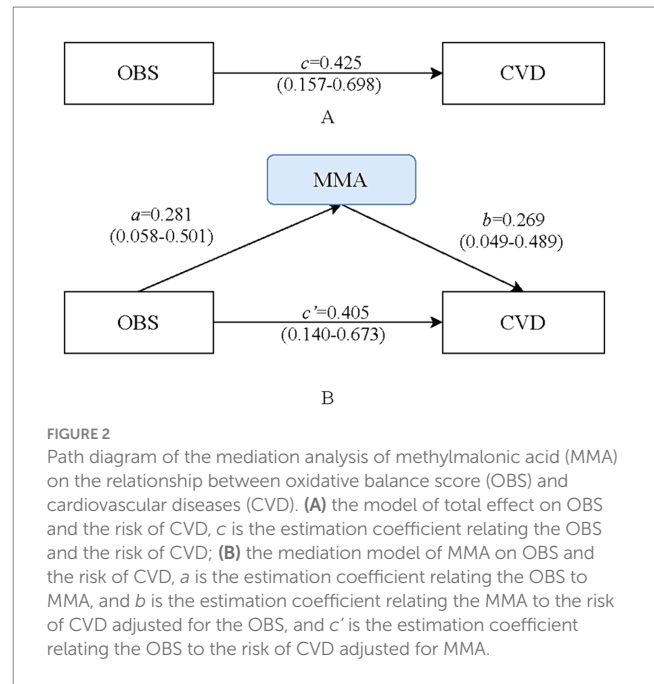 OBS
c=0.425
(0.157-0.698)
CVD
A
MMA
a=0.281
(0.058-0.501)
b=0.269
(0.049-0.489)
OBS
c’=0.405
(0.140-0.673)
CVD
B
FIGURE 2
Path diagram of the mediation analysis of methylmalonic acid (MMA)
on the relationship between oxidative balance score (OBS) and
cardiovascular diseases (CVD). (A) the model of total effect on OBS
and the risk of CVD, c is the estimation coefficient relating the OBS
and the risk of CVD; (B) the mediation model of MMA on OBS and
the risk of CVD, a is the estimation coefficient relating the OBS to
MMA, and b is the estimation coefficient relating the MMA to the risk
of CVD adjusted for the OBS, and c’ is the estimation coefficient
relating the OBS to the risk of CVD adjusted for MMA.